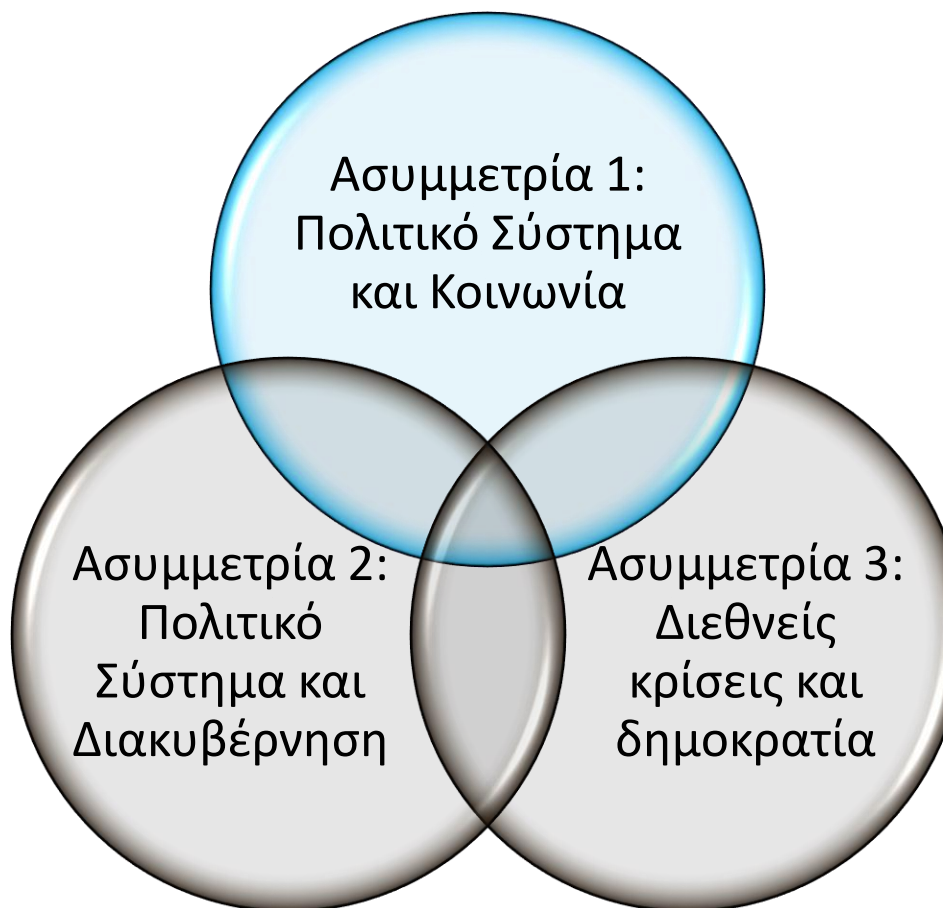 Ασυμμετρία 1:
Πολιτικό Σύστημα
και Κοινωνία
Ασυμμετρία 2:
Πολιτικό
Σύστημα και
Διακυβέρνηση
Ασυμμετρία 3:
Διεθνείς
κρίσεις και
δημοκρατία